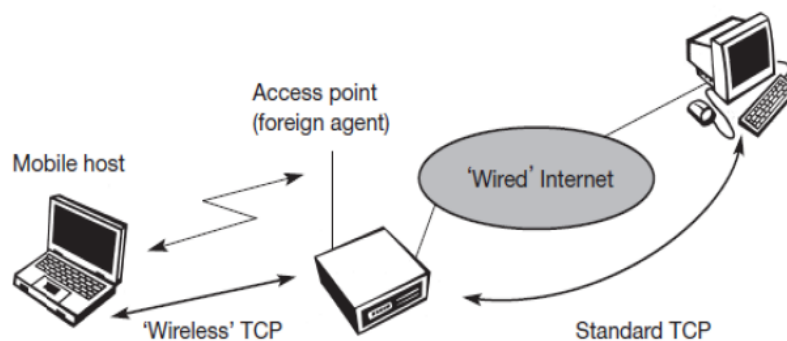 Access point
(foreign agent)
Mobile host
‘Wired’ Internet
‘Wireless’ TCP
Standard TCP